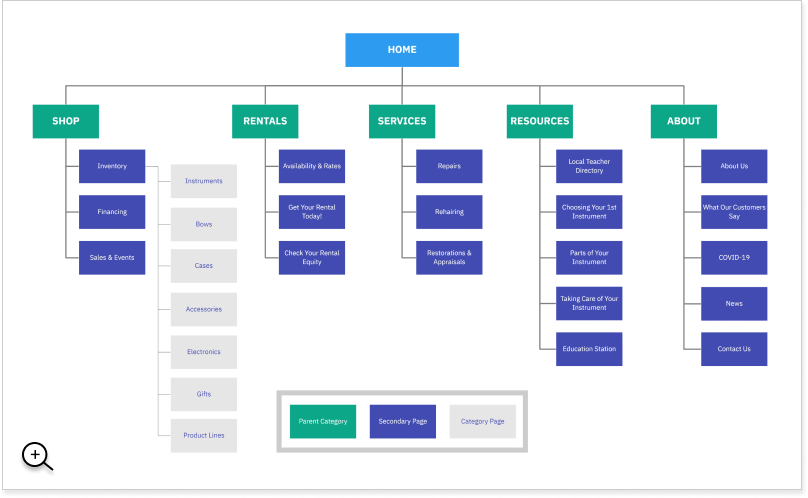 HOME
SHOP
RENTALS
SERVICES
RESOURCES
ABOUT
Inventory
Financing
Sales & Events
Instruments
Bows
Cases
Accessories
Electronics
Gifts
Product Lines
Availability & Rates
Get Your Rental
Today!
Check Your Rental
Equity
Repairs
Rehairing
Restorations &
Appraisals
Local Teacher
Directory
Choosing Your 1st
Instrument
Parts of Your
Instrument
Taking Care of Your
Instrument
Education Station
About Us
What Our Customers
Say
COVID-19
News
Contact Us
Parent Category
Secondary Page
Category Page